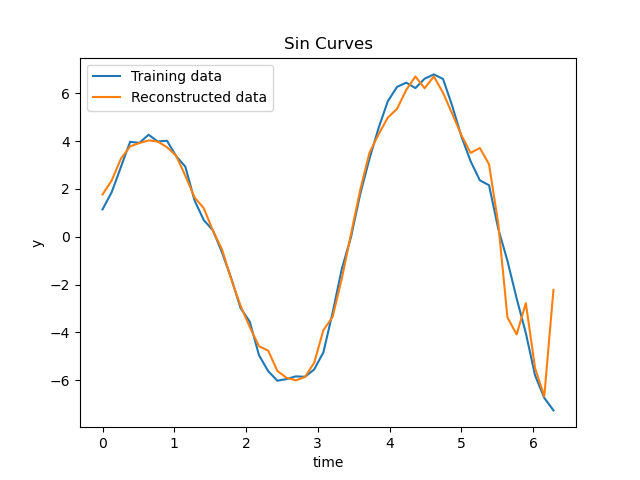 Sin Curves
Training data
Reconstructed data
y
6
4
2
0
−2
−4
−6
0 1 2 3 4 5 6
time